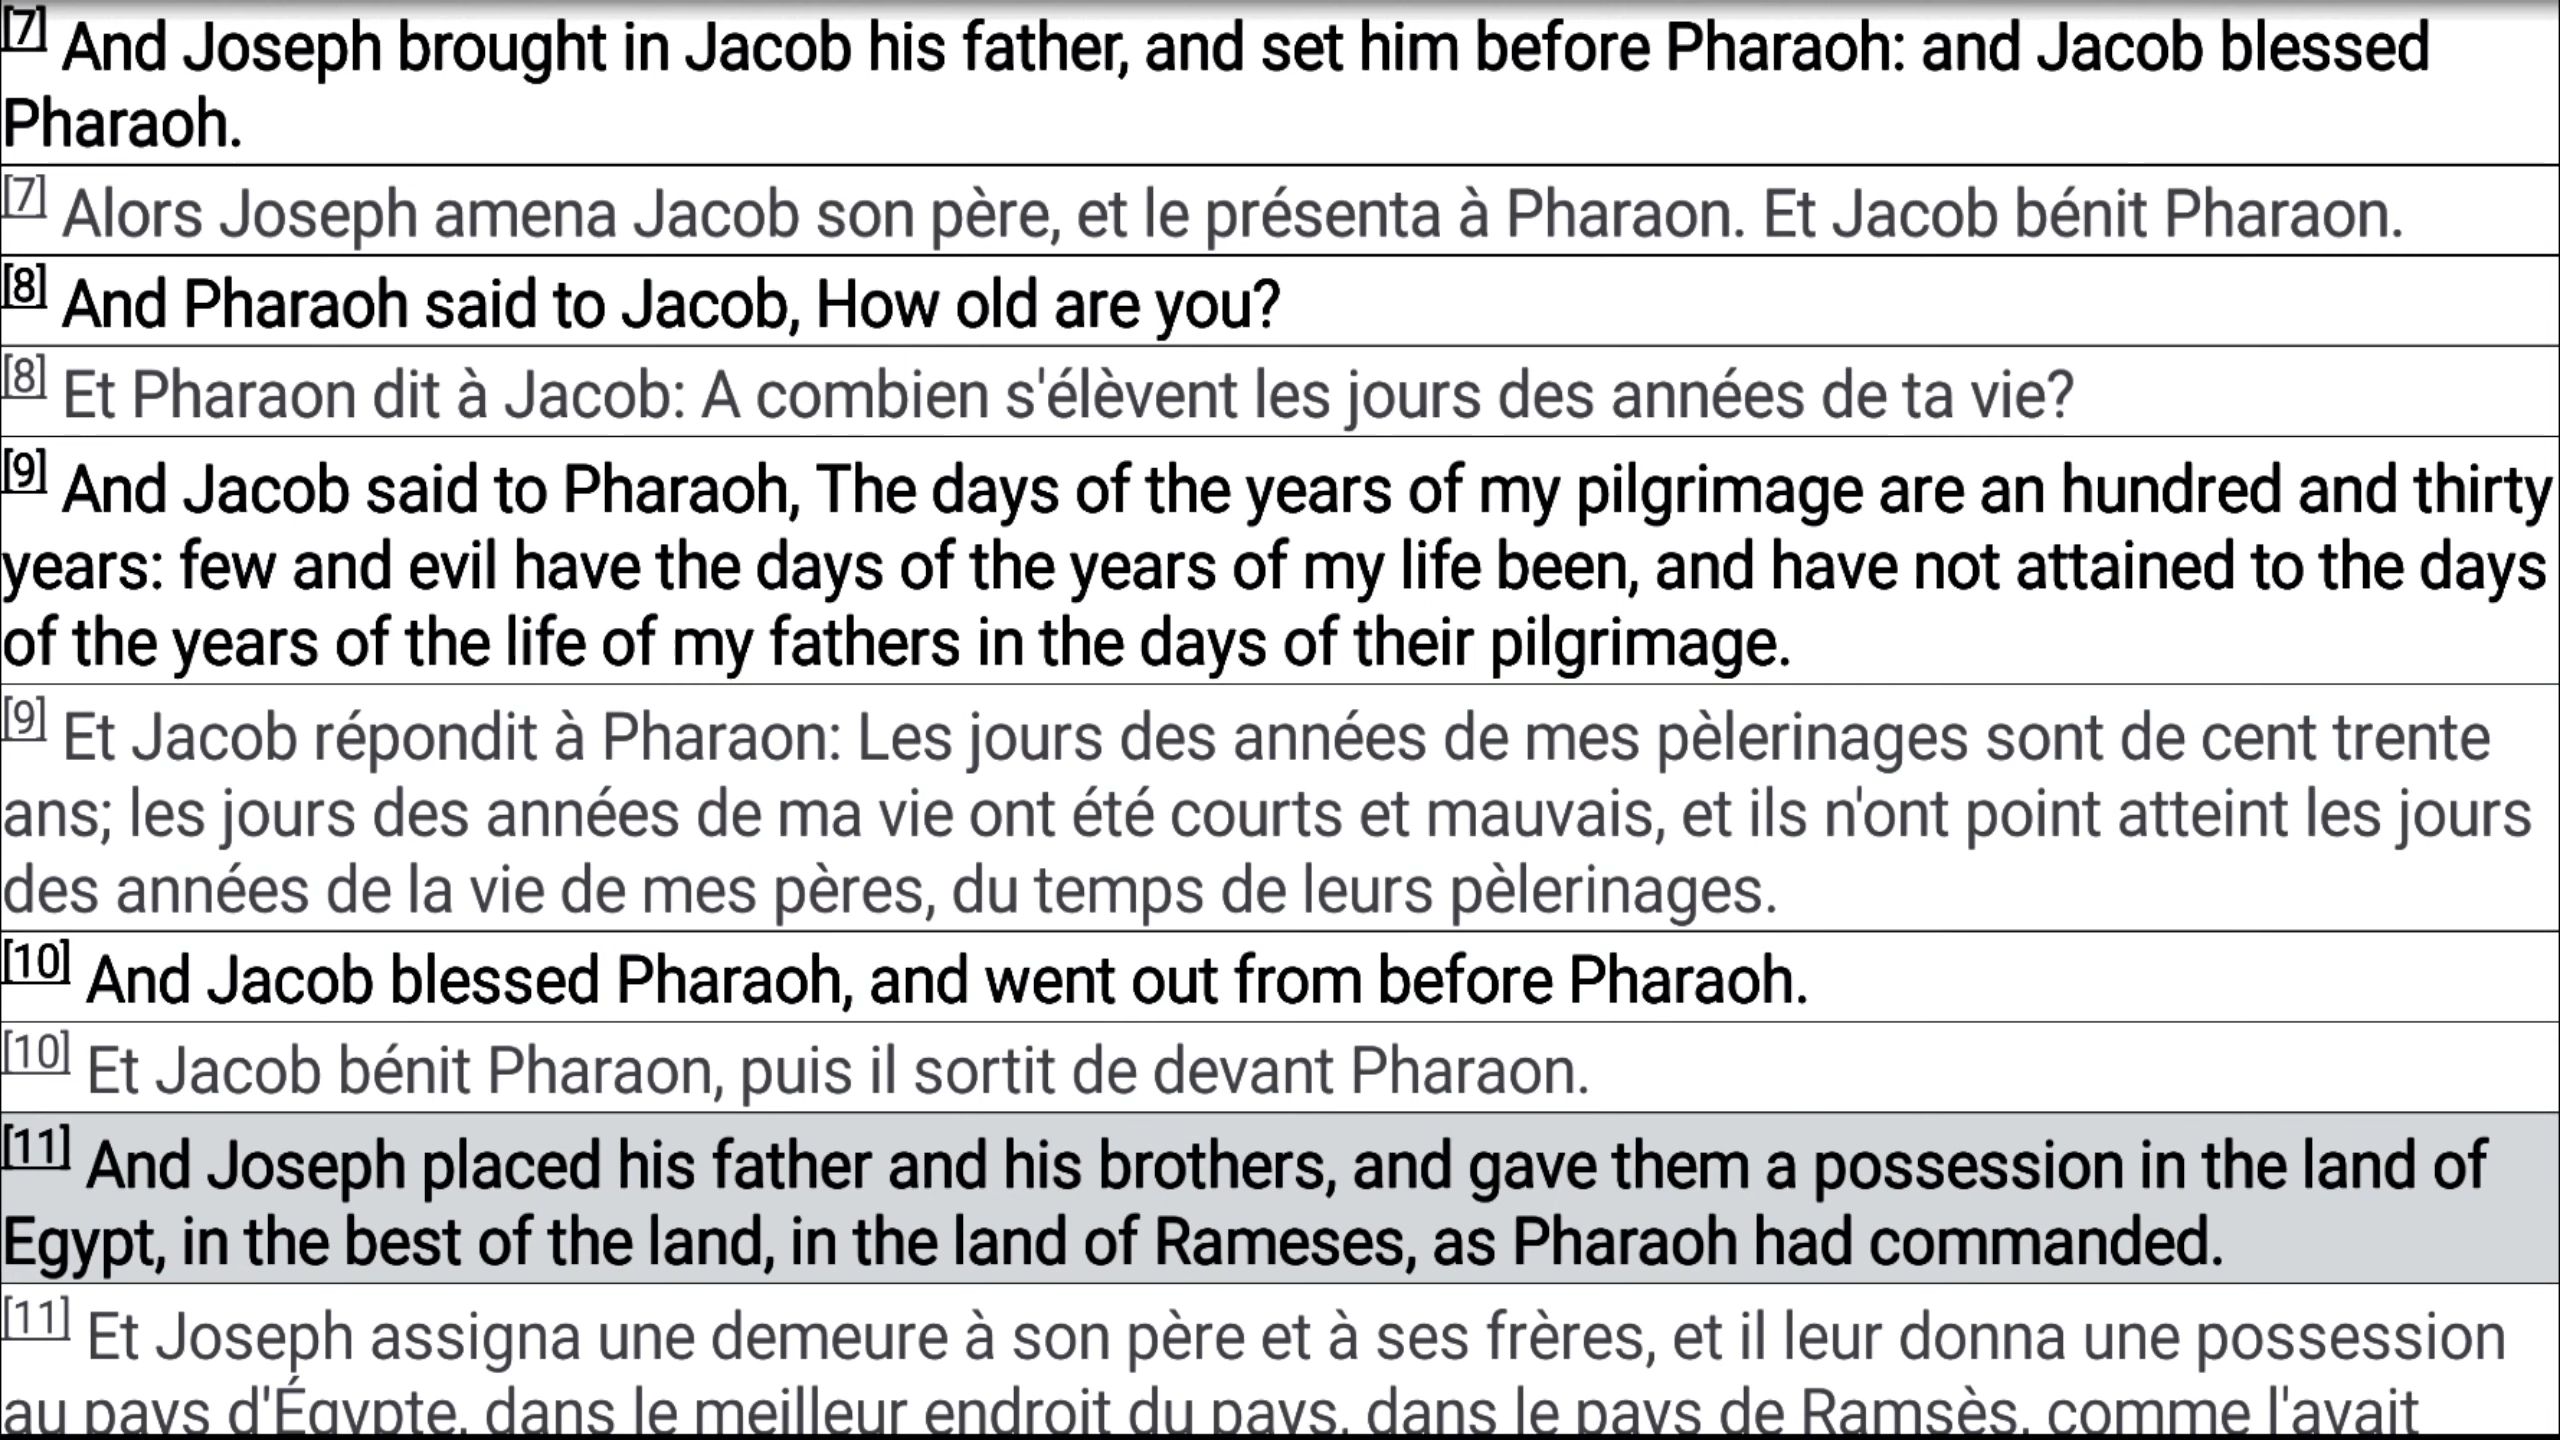 [7] And Joseph brought in Jacob his father, and set him before Pharaoh: and Jacob blessed
Pharaoh.
[7] Alors Joseph amena Jacob son père, et le présenta à Pharaon. Et Jacob bénit Pharaon.
[8] And Pharaoh said to Jacob, How old are you?
[8] Et Pharaon dit à Jacob: A combien s'élèvent les jours des années de ta vie?
[9] And Jacob said to Pharaoh, The days of the years of my pilgrimage are an hundred and thirty
years: few and evil have the days of the years of my life been, and have not attained to the days
of the years of the life of my fathers in the days of their pilgrimage.
[9] Et Jacob répondit à Pharaon: Les jours des années de mes pèlerinages sont de cent trente
ans; les jours des années de ma vie ont été courts et mauvais, et ils n'ont point atteint les jours
des années de la vie de mes pères, du temps de leurs pèlerinages.
[10] And Jacob blessed Pharaoh, and went out from before Pharaoh.
[10] Et Jacob bénit Pharaon, puis il sortit de devant Pharaon.
[11] And Joseph placed his father and his brothers, and gave them a possession in the land of
Egypt, in the best of the land, in the land of Rameses, as Pharaoh had commanded.
[11] Et Joseph assigna une demeure à son père et à ses frères, et il leur donna une possession
au pays d'Égypte, dans le meilleur endroit du pays, dans le pays de Ramsès, comme l'avait